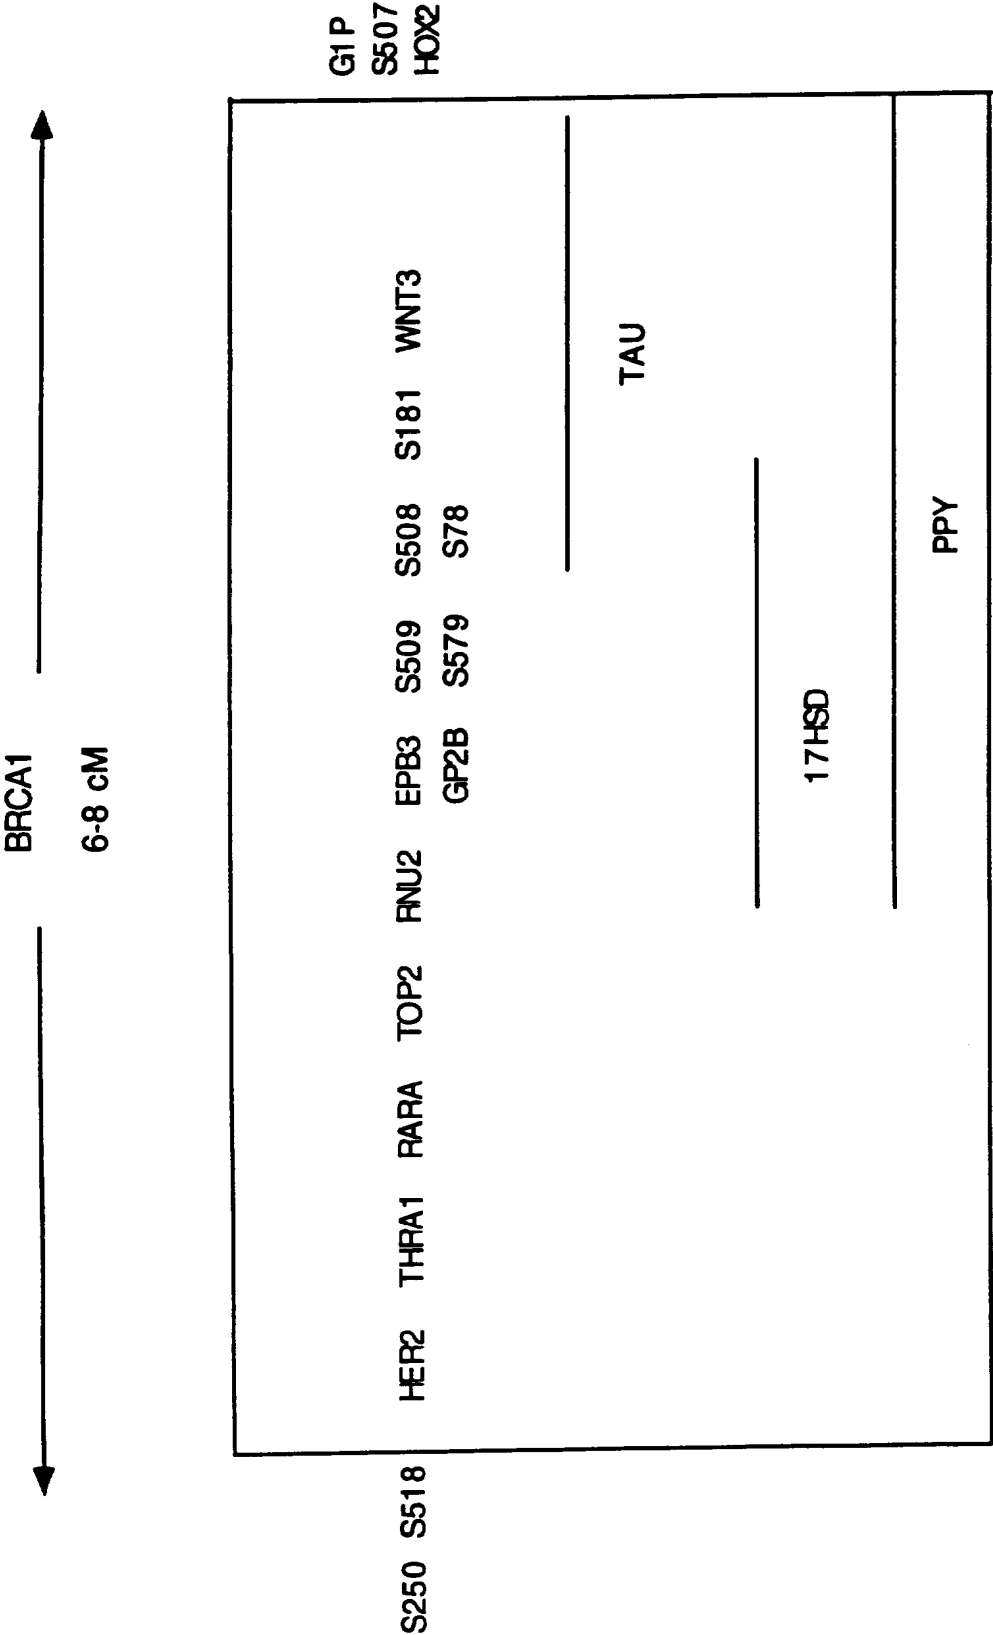 BRCA1
6-8 cM
G1P
S507
S250 S518 HER2 THRA1 RARA TOP2 RNU2 EPB3 S509 S508 S181 WNT3 HOX2
GP2B S579 S78
TAU
17HSD
PPY